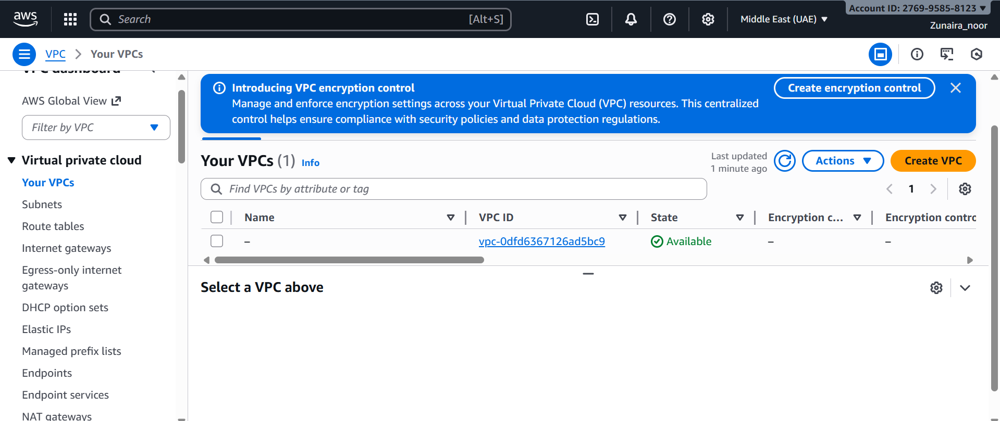 aws
Search [Alt+S]
Middle East (UAE)
Account ID: 2769-9585-8123
Zunaira_noor
VPC
Your VPCs
VPC dashboard
AWS Global View
Filter by VPC
Virtual private cloud
Your VPCs
Subnets
Route tables
Internet gateways
Egress-only internet
gateways
DHCP option sets
Elastic IPs
Managed prefix lists
Endpoints
Endpoint services
NAT gateways
Introducing VPC encryption control
Manage and enforce encryption settings across your Virtual Private Cloud (VPC) resources. This centralized
control helps ensure compliance with security policies and data protection regulations.
Create encryption control
Your VPCs (1) Info
Last updated
1 minute ago
Actions
Create VPC
Find VPCs by attribute or tag
1
Name VPC ID State Encryption c... Encryption contro
– vpc-0dfd6367126ad5bc9 Available – –
Select a VPC above